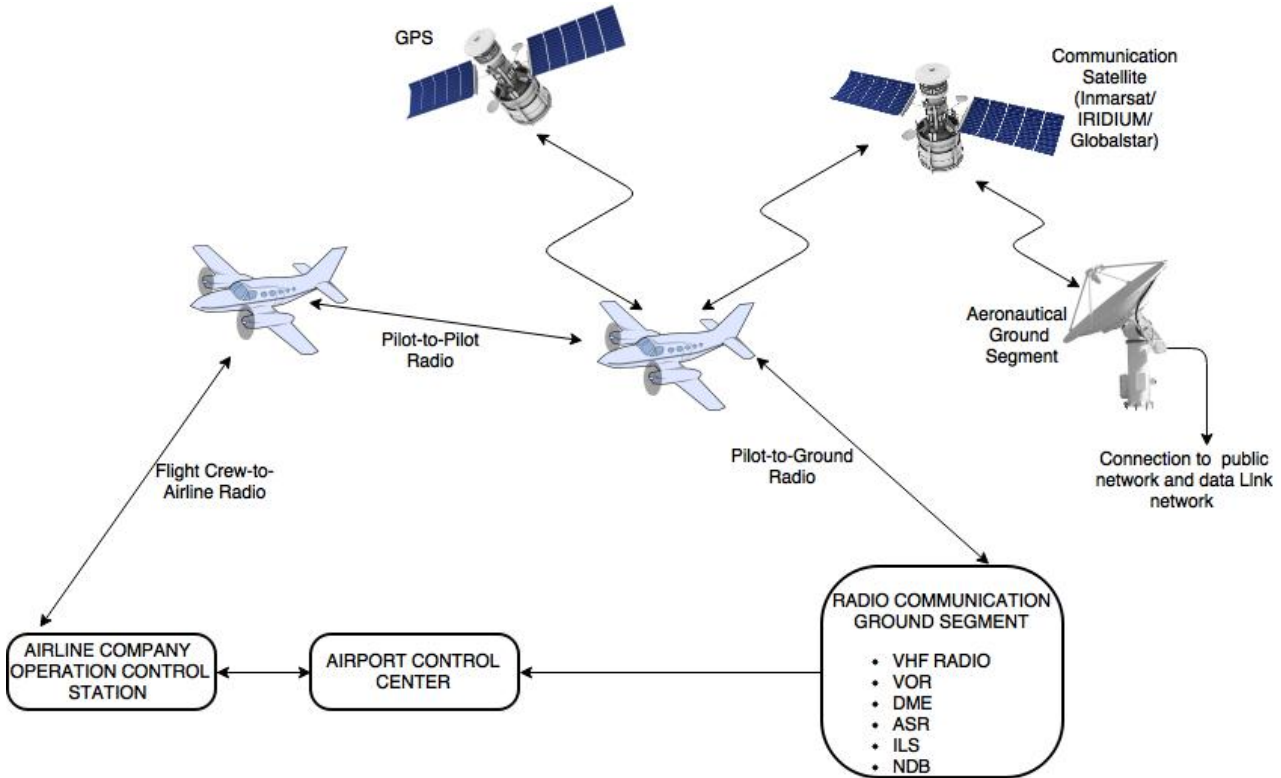 GPS
Communication
Satellite
(Inmarsat/
IRIDIUM/
Globalstar)
Aeronautical
Ground
Segment
Pilot-to-Pilot
Radio
Flight Crew-to-
Airline Radio
Pilot-to-Ground
Radio
Connection to public
network and data LInk
network
AIRLINE COMPANY
OPERATION CONTROL
STATION
AIRPORT CONTROL
CENTER
RADIO COMMUNICATION
GROUND SEGMENT
• VHF RADIO
• VOR
• DME
• ASR
• ILS
• NDB